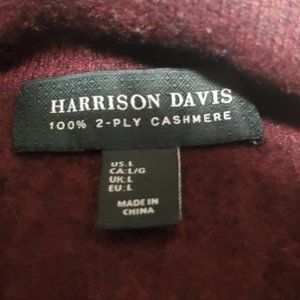 HARRISON DAVIS
100% 2-PLY CASHMERE
US:L
CA:L/G
UK:L
EU:L
MADE IN
CHINA